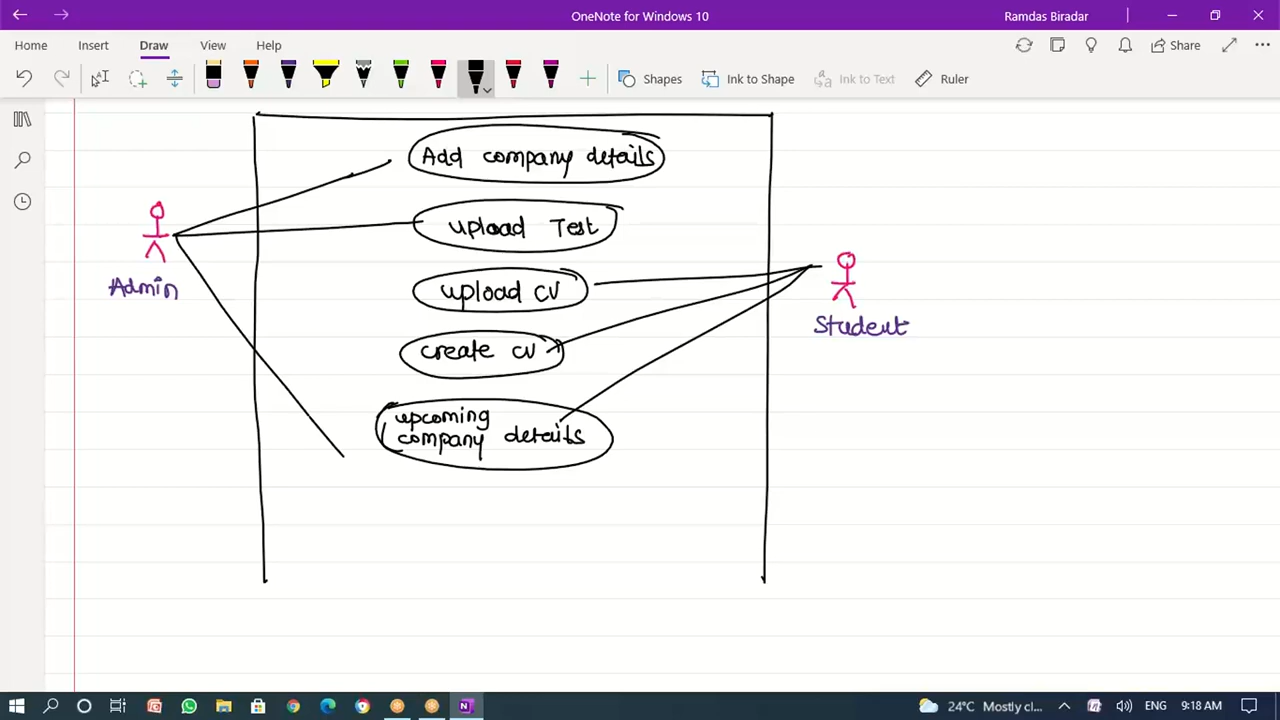 OneNote for Windows 10
Ramdas Biradar
Home Insert Draw View Help
Share
Shapes Ink to Shape Ink to Text Ruler
Add company details
upload Test
upload cv
create cv
upcoming
company details
Admin
Student
24°C Mostly cl...
ENG
9:18 AM